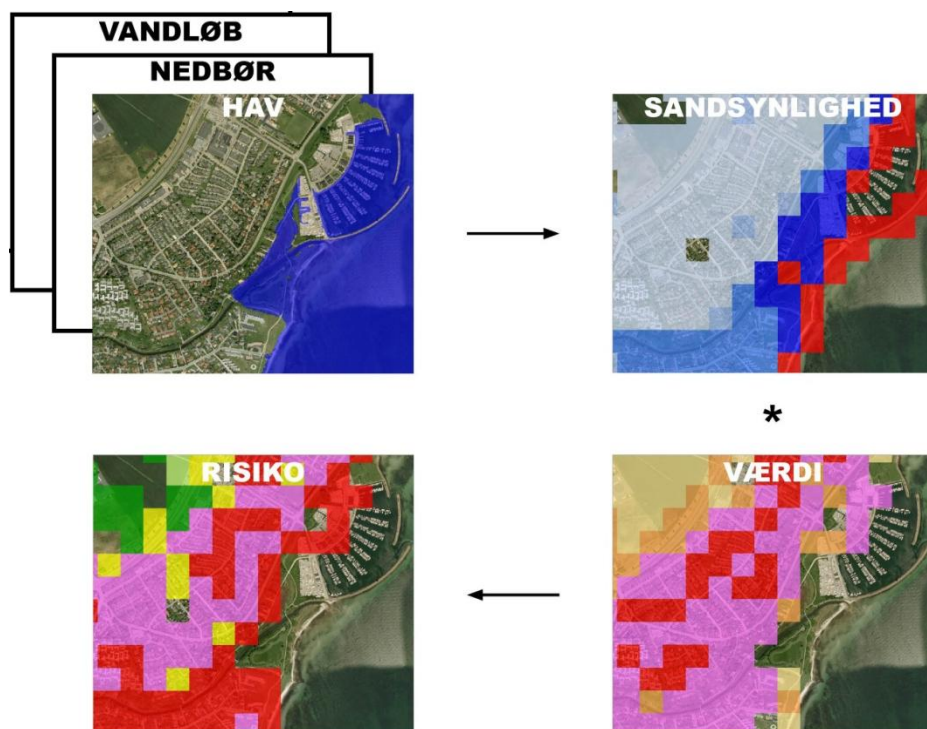 VANDLØB
NEDBØR
HAV
SANDSYNLIGHED
*
RISIKO
VÆRDI